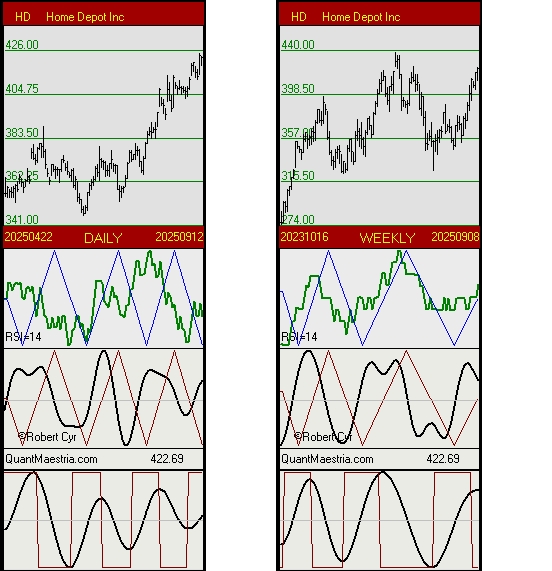 HD Home Depot Inc
426.00
404.75
383.50
362.25
341.00
20250422 DAILY 20250912
RSI=14
©Robert Cyr
QuantMaestria.com 422.69
HD Home Depot Inc
440.00
398.50
357.00
315.50
274.00
20231016 WEEKLY 20250908
RSI=14
©Robert Cyr
QuantMaestria.com 422.69